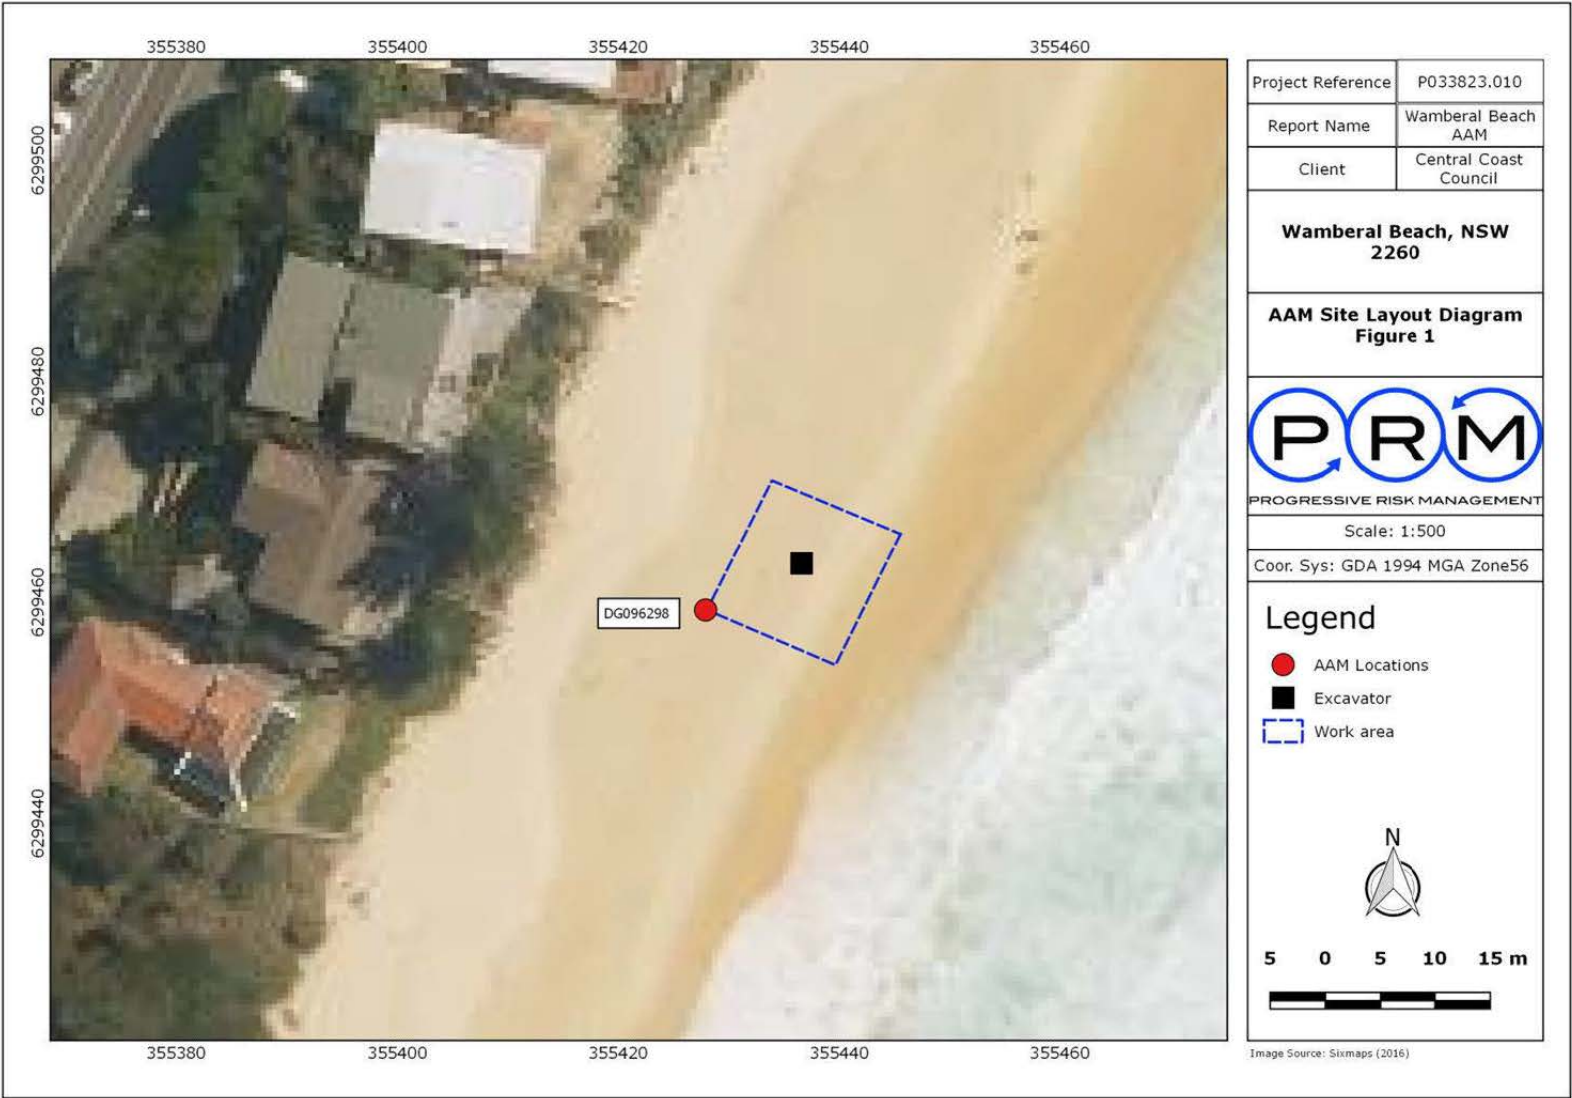 355380 355400 355420 355440 355460
6299500
6299480
6299460
6299440
DG096298
355380 355400 355420 355440 355460
Project Reference P033823.010
Report Name Wamberal Beach
AAM
Client Central Coast
Council
Wamberal Beach, NSW
2260
AAM Site Layout Diagram
Figure 1
PRM
PROGRESSIVE RISK MANAGEMENT
Scale: 1:500
Coor. Sys: GDA 1994 MGA Zone56
Legend
AAM Locations
Excavator
Work area
N
5 0 5 10 15 m
Image Source: Sixmaps (2016)